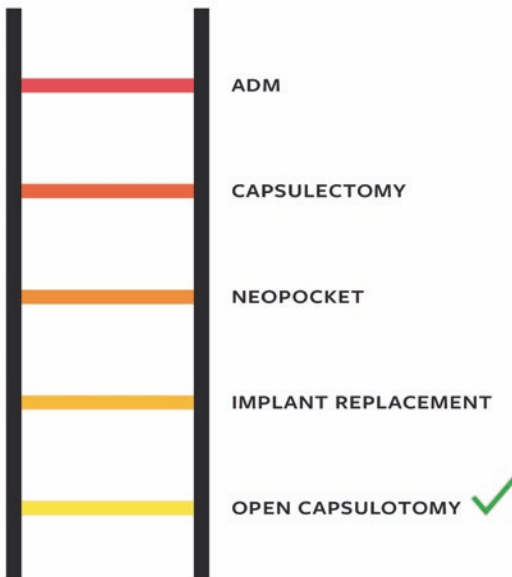 ADM
CAPSULECTOMY
NEOPOCKET
IMPLANT REPLACEMENT
OPEN CAPSULOTOMY